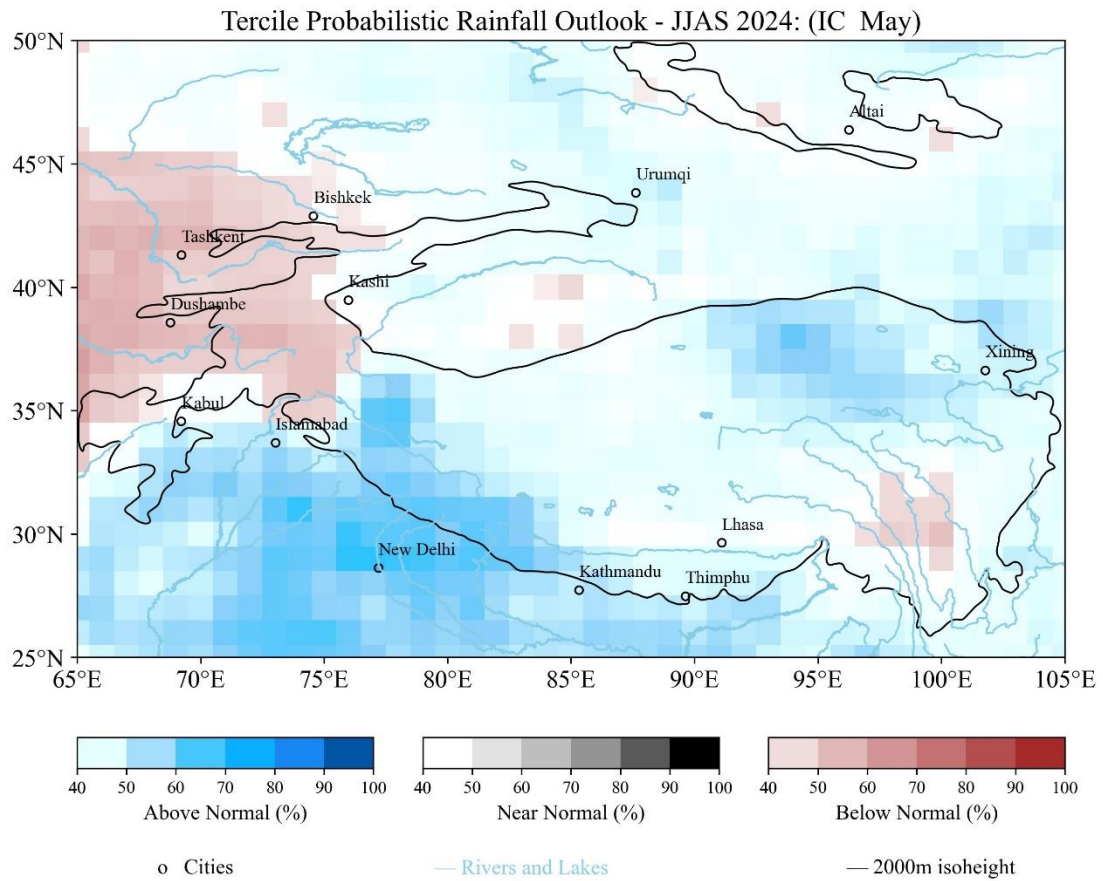 Tercile Probabilistic Rainfall Outlook - JJAS 2024: (IC  May)
50°N
Altai
45°N
Urumqi
Bishkek
Tashkent
40°N
Kashi
Dushambe
Xining
35°N
Kabul
Islamabad
30°N
Lhasa
New Delhi
Kathmandu
Thimphu
25°N
65°E 70°E 75°E 80°E 85°E 90°E 95°E 100°E 105°E
40 50 60 70 80 90 100
Above Normal (%)
40 50 60 70 80 90 100
Near Normal (%)
40 50 60 70 80 90 100
Below Normal (%)
Cities
Rivers and Lakes
2000m isoheight